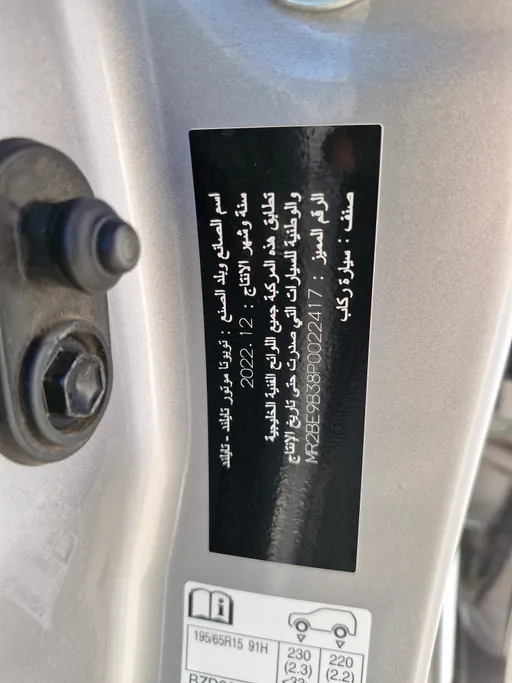 اسم الصانع وبلد الصنع : تويوتا موتور تايلند - تايلند
سنة وشهر الانتاج : 2022.12
تطابق هذه المركبة جميع اللوائح الفنية الخليجية
والوطنية للسيارات التي صدرت حتى تاريخ الإنتاج
الرقم المميز : MR2BE9B38P0022417
صنف : سيارة ركاب
195/65R15 91H
230
(2.3)
220
(2.2)